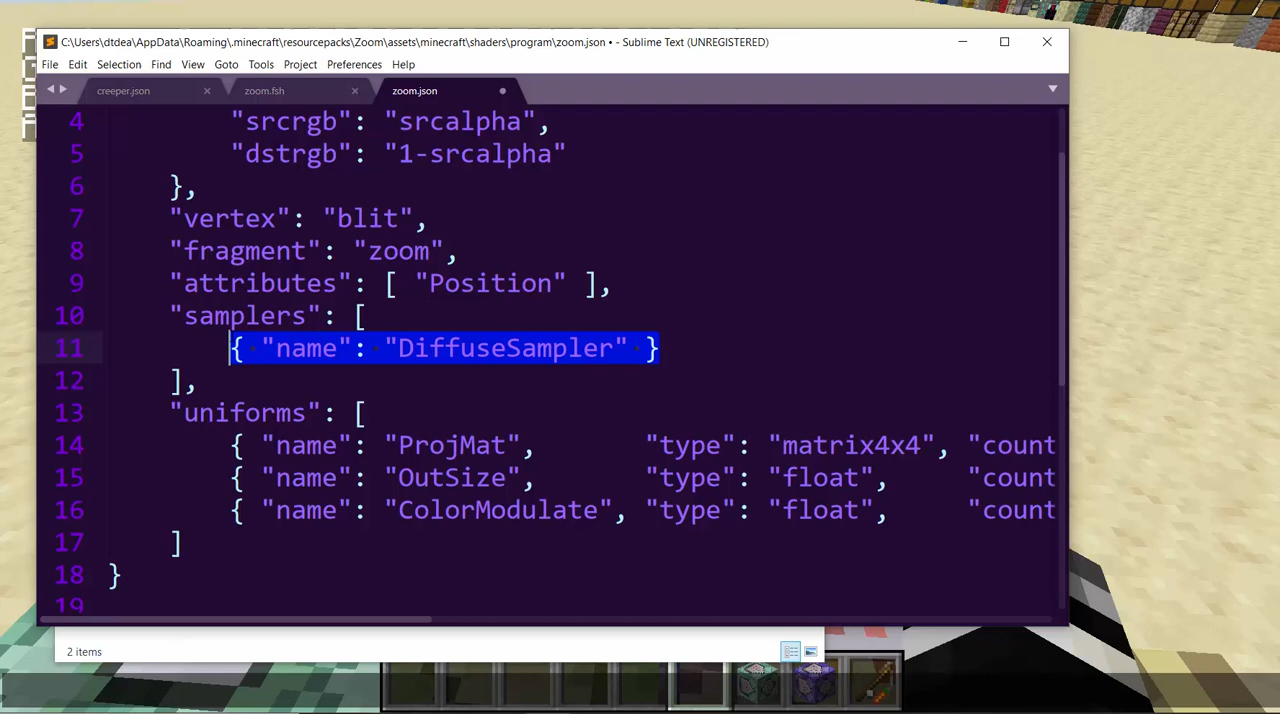 C:\Users\dtdea\AppData\Roaming\.minecraft\resourcepacks\Zoom\assets\minecraft\shaders\program\zoom.json • - Sublime Text (UNREGISTERED)
File Edit Selection Find View Goto Tools Project Preferences Help
creeper.json zoom.fsh zoom.json
4 "srcrgb": "srcalpha",
5 "dstrgb": "1-srcalpha"
6 },
7 "vertex": "blit",
8 "fragment": "zoom",
9 "attributes": [ "Position" ],
10 "samplers": [
11 { "name": "DiffuseSampler" }
12 ],
13 "uniforms": [
14 { "name": "ProjMat", "type": "matrix4x4", "count
15 { "name": "OutSize", "type": "float", "count
16 { "name": "ColorModulate", "type": "float", "count
17 ]
18 }
19
2 items